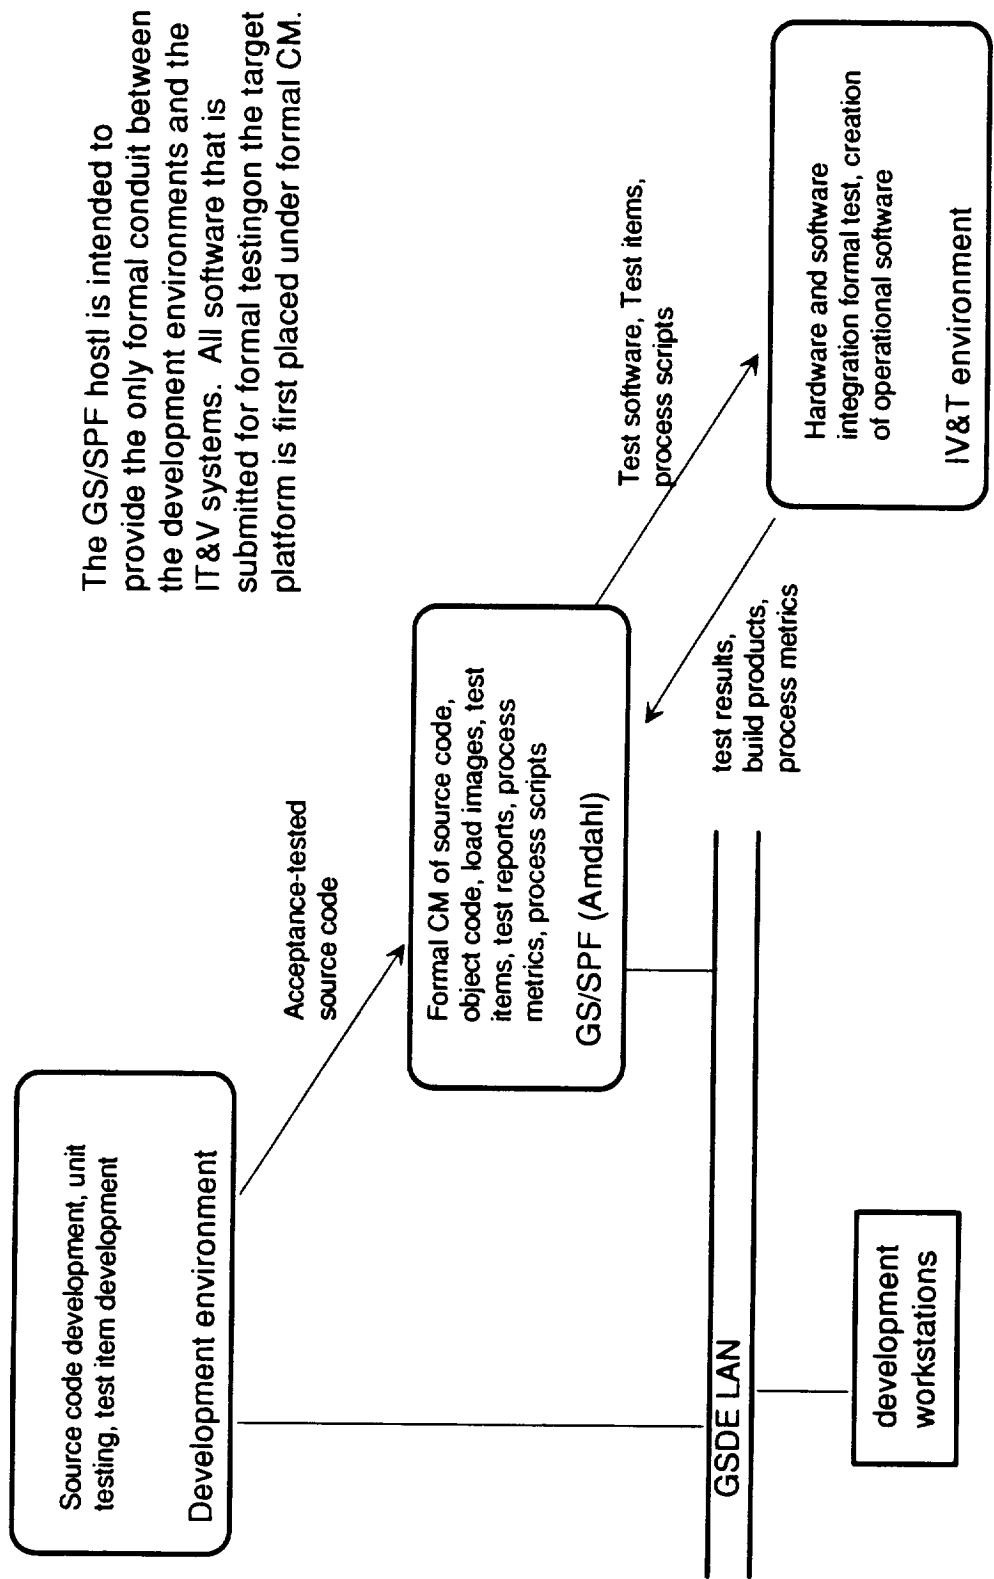 The GS/SPF hostl is intended to
provide the only formal conduit between
the development environments and the
IT&V systems. All software that is
submitted for formal testingon the target
platform is first placed under formal CM.
Source code development, unit
testing, test item development
Development environment
Acceptance-tested
source code
Formal CM of source code,
object code, load images, test
items, test reports, process
metrics, process scripts
GS/SPF (Amdahl)
Test software, Test items,
process scripts
test results,
build products,
process metrics
Hardware and software
integration formal test, creation
of operational software
IV&T environment
GSDE LAN
development
workstations